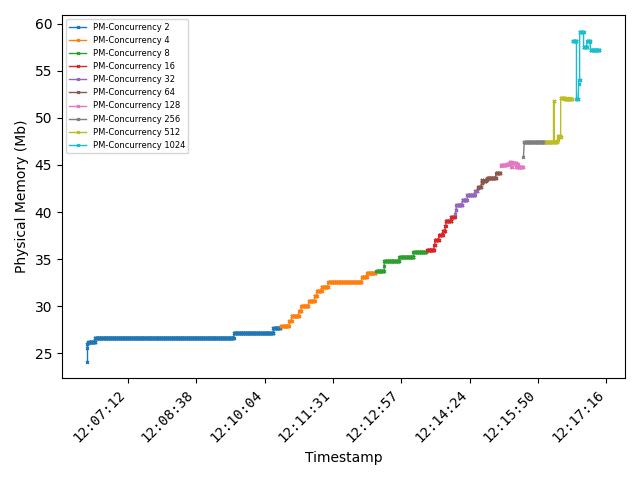 60
55
50
45
40
35
30
25
Physical Memory (Mb)
PM-Concurrency 2
PM-Concurrency 4
PM-Concurrency 8
PM-Concurrency 16
PM-Concurrency 32
PM-Concurrency 64
PM-Concurrency 128
PM-Concurrency 256
PM-Concurrency 512
PM-Concurrency 1024
12:07:12
12:08:38
12:10:04
12:11:31
12:12:57
12:14:24
12:15:50
12:17:16
Timestamp